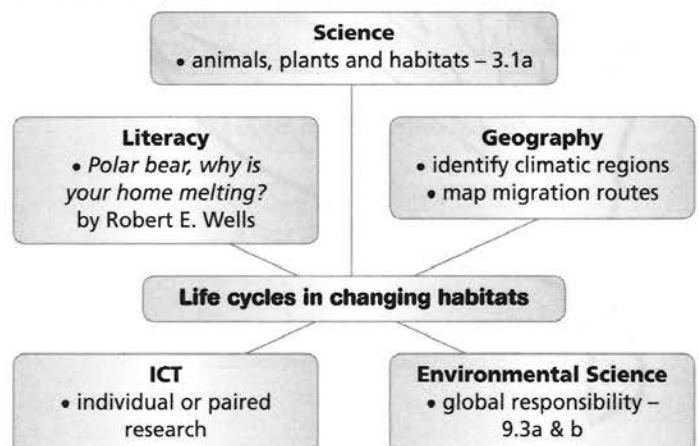 Science
• animals, plants and habitats – 3.1a
Literacy
• Polar bear, why is
your home melting?
by Robert E. Wells
Geography
• identify climatic regions
• map migration routes
Life cycles in changing habitats
ICT
• individual or paired
research
Environmental Science
• global responsibility –
9.3a & b